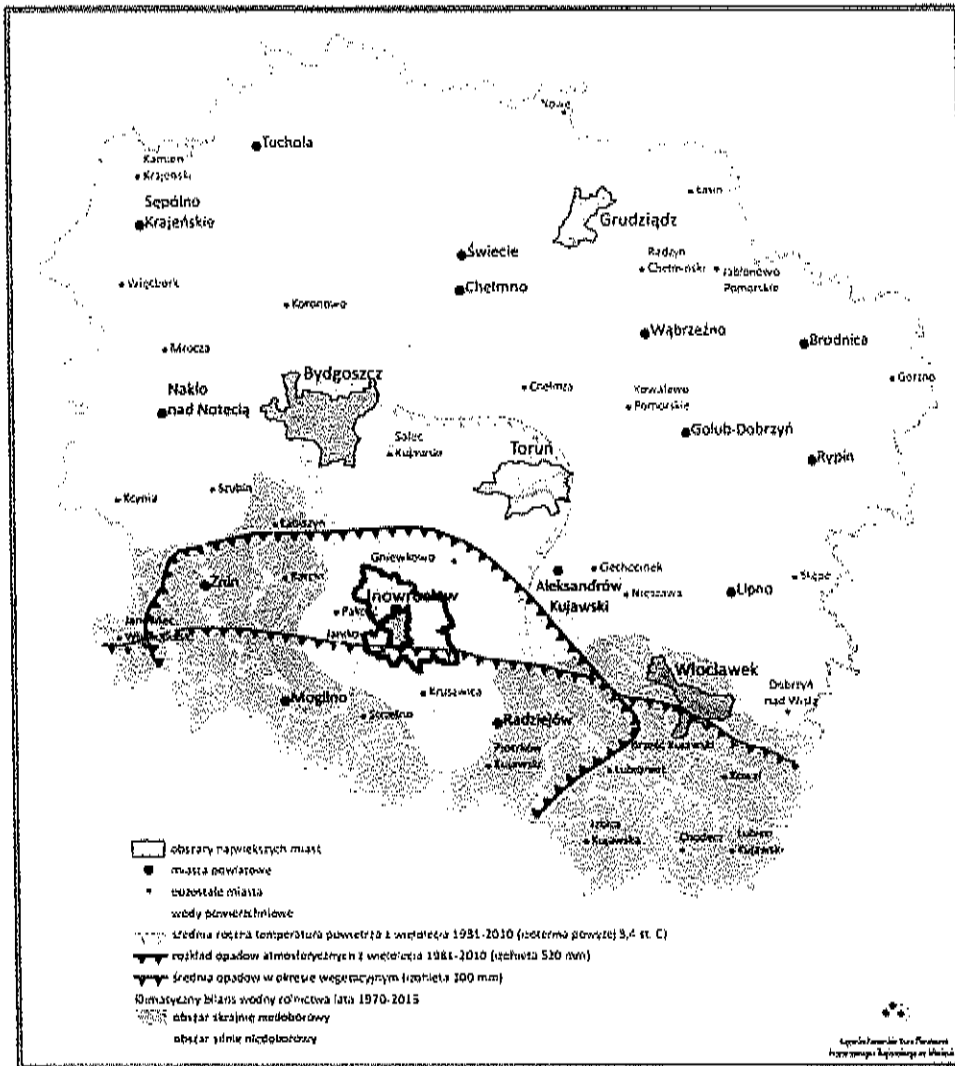 Nowe
Tuchola
Kamień
Krajeński
Sępólno
Krajeńskie
Łasin
Grudziądz
Świecie
Radzyń
Chełmiński
Jabłonowo
Pomorskie
Więcbork
Koronowo
Chełmno
Wąbrzeźno
Brodnica
Mrocza
Bydgoszcz
Górzno
Nakło
nad Notecią
Chełmża
Kowalewo
Pomorskie
Golub-Dobrzyń
Solec
Kujawski
Toruń
Rypin
Kcynia
Szubin
Łabiszyn
Gniewkowo
Ciechocinek
Żnin
Barcin
Inowrocław
Aleksandrów
Kujawski
Nieszawa
Lipno
Skępe
Janikowo
Włocławek
Dobrzyń
nad Wisłą
Mogilno
Kruszwica
Strzelno
Radziejów
Piotrków
Kujawski
Brześć Kujawski
Lubraniec
Kowal
Izbica
Kujawska
Chodecz
Lubień
Kujawski
obszary największych miast
miasta powiatowe
pozostałe miasta
wody powierzchniowe
średnia roczna temperatura powietrza z wielolecia 1981-2010 (izoterma powyżej 8,4 st. C)
rozkład opadów atmosferycznych z wielolecia 1981-2010 (izohieta 520 mm)
średnia opadów w okresie wegetacyjnym (izohieta 300 mm)
Klimatyczny bilans wodny rolnictwa lata 1970-2015
obszar skrajnie niedoborowy
obszar silnie niedoborowy